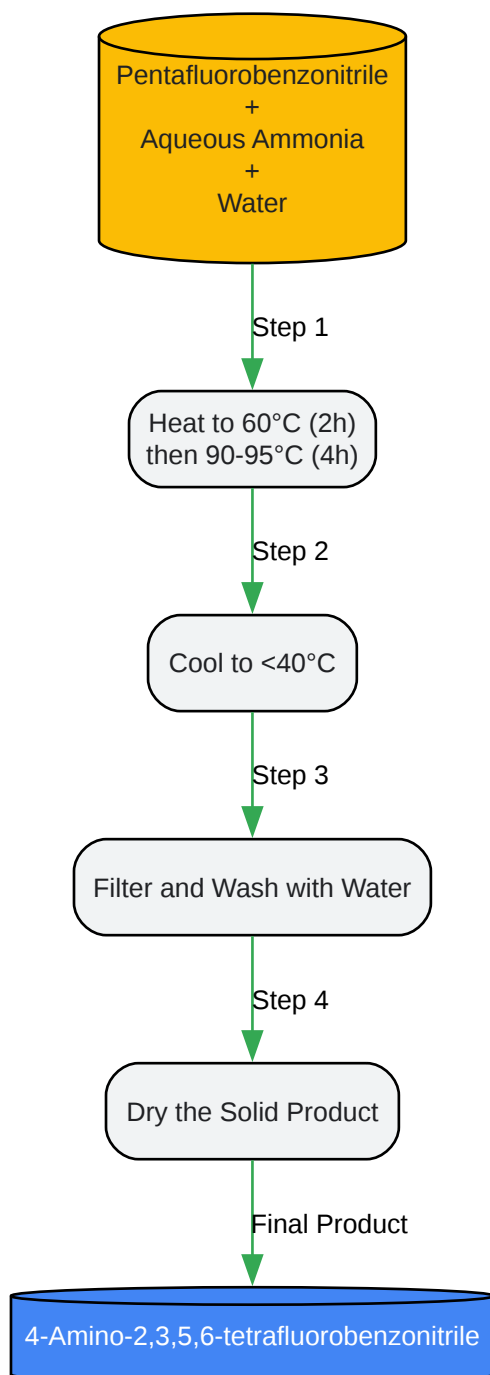 Pentafluorobenzonitrile
+
Aqueous Ammonia
+
Water
Step 1
Heat to 60°C (2h)
then 90-95°C (4h)
Step 2
Cool to <40°C
Step 3
Filter and Wash with Water
Step 4
Dry the Solid Product
Final Product
4-Amino-2,3,5,6-tetrafluorobenzonitrile